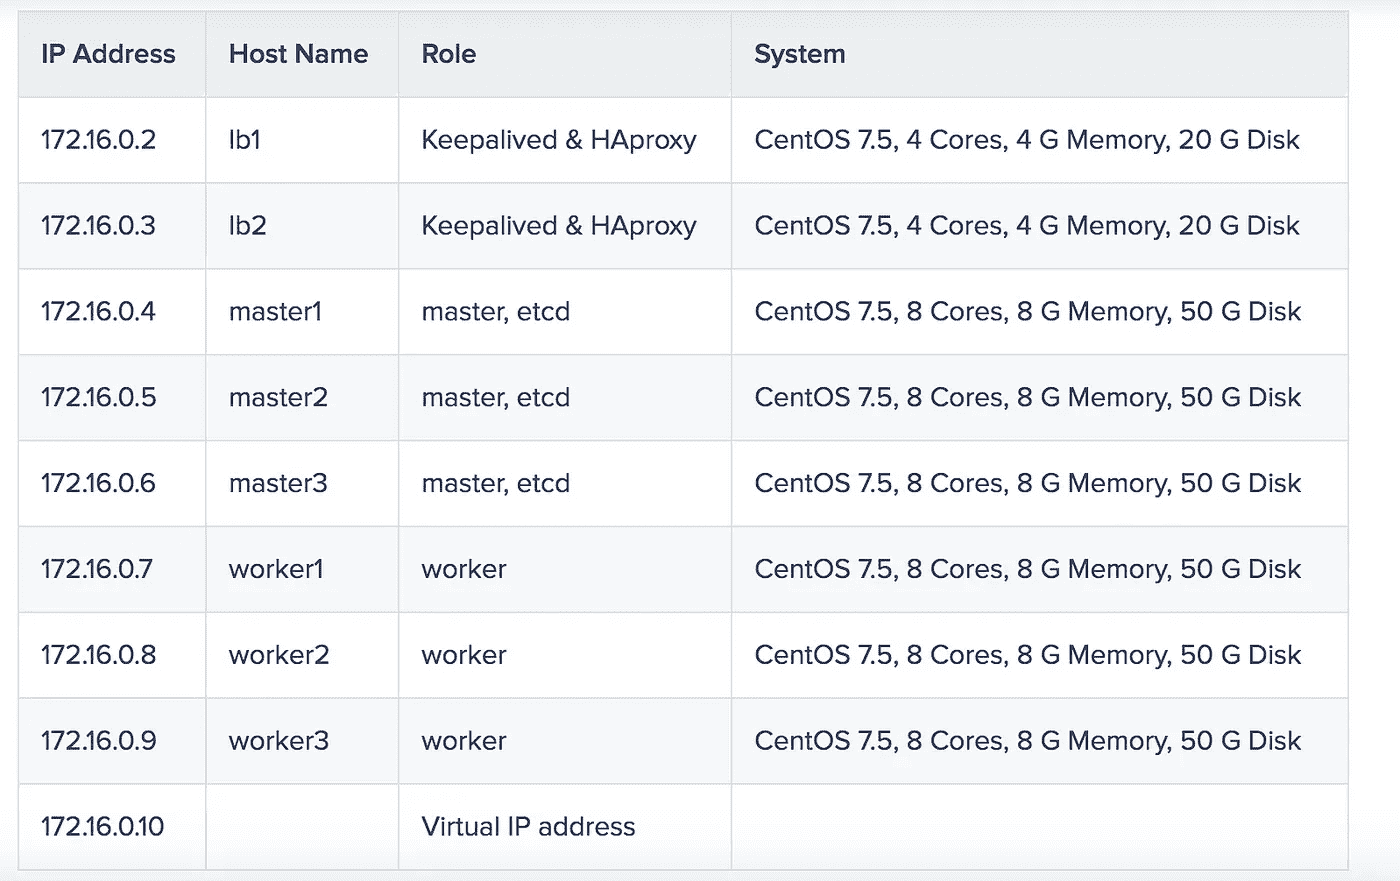 IP Address Host Name Role System
172.16.0.2 lb1 Keepalived & HAproxy CentOS 7.5, 4 Cores, 4 G Memory, 20 G Disk
172.16.0.3 lb2 Keepalived & HAproxy CentOS 7.5, 4 Cores, 4 G Memory, 20 G Disk
172.16.0.4 master1 master, etcd CentOS 7.5, 8 Cores, 8 G Memory, 50 G Disk
172.16.0.5 master2 master, etcd CentOS 7.5, 8 Cores, 8 G Memory, 50 G Disk
172.16.0.6 master3 master, etcd CentOS 7.5, 8 Cores, 8 G Memory, 50 G Disk
172.16.0.7 worker1 worker CentOS 7.5, 8 Cores, 8 G Memory, 50 G Disk
172.16.0.8 worker2 worker CentOS 7.5, 8 Cores, 8 G Memory, 50 G Disk
172.16.0.9 worker3 worker CentOS 7.5, 8 Cores, 8 G Memory, 50 G Disk
172.16.0.10 Virtual IP address